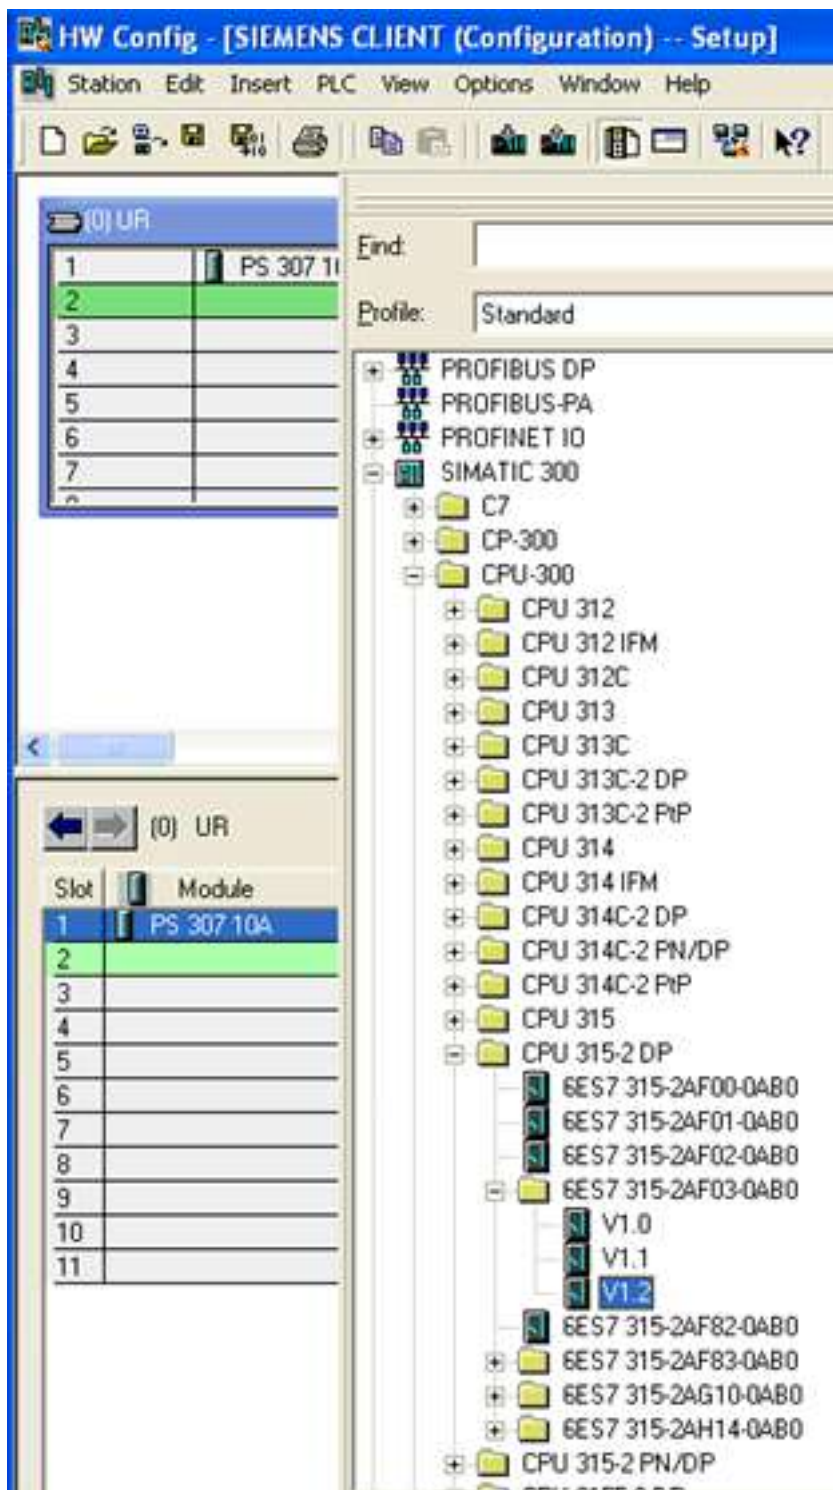 HW Config - [SIEMENS CLIENT (Configuration) -- Setup]
Station Edit Insert PLC View Options Window Help
(0) UR
1 PS 307 10
2
3
4
5
6
7
Find:
Profile: Standard
PROFIBUS DP
PROFIBUS-PA
PROFINET IO
SIMATIC 300
C7
CP-300
CPU-300
CPU 312
CPU 312 IFM
CPU 312C
CPU 313
CPU 313C
CPU 313C-2 DP
CPU 313C-2 PtP
CPU 314
CPU 314 IFM
CPU 314C-2 DP
CPU 314C-2 PN/DP
CPU 314C-2 PtP
CPU 315
CPU 315-2 DP
6ES7 315-2AF00-0AB0
6ES7 315-2AF01-0AB0
6ES7 315-2AF02-0AB0
6ES7 315-2AF03-0AB0
V1.0
V1.1
V1.2
6ES7 315-2AF82-0AB0
6ES7 315-2AF83-0AB0
6ES7 315-2AG10-0AB0
6ES7 315-2AH14-0AB0
CPU 315-2 PN/DP
(0) UR
Slot Module
1 PS 307 10A
2
3
4
5
6
7
8
9
10
11